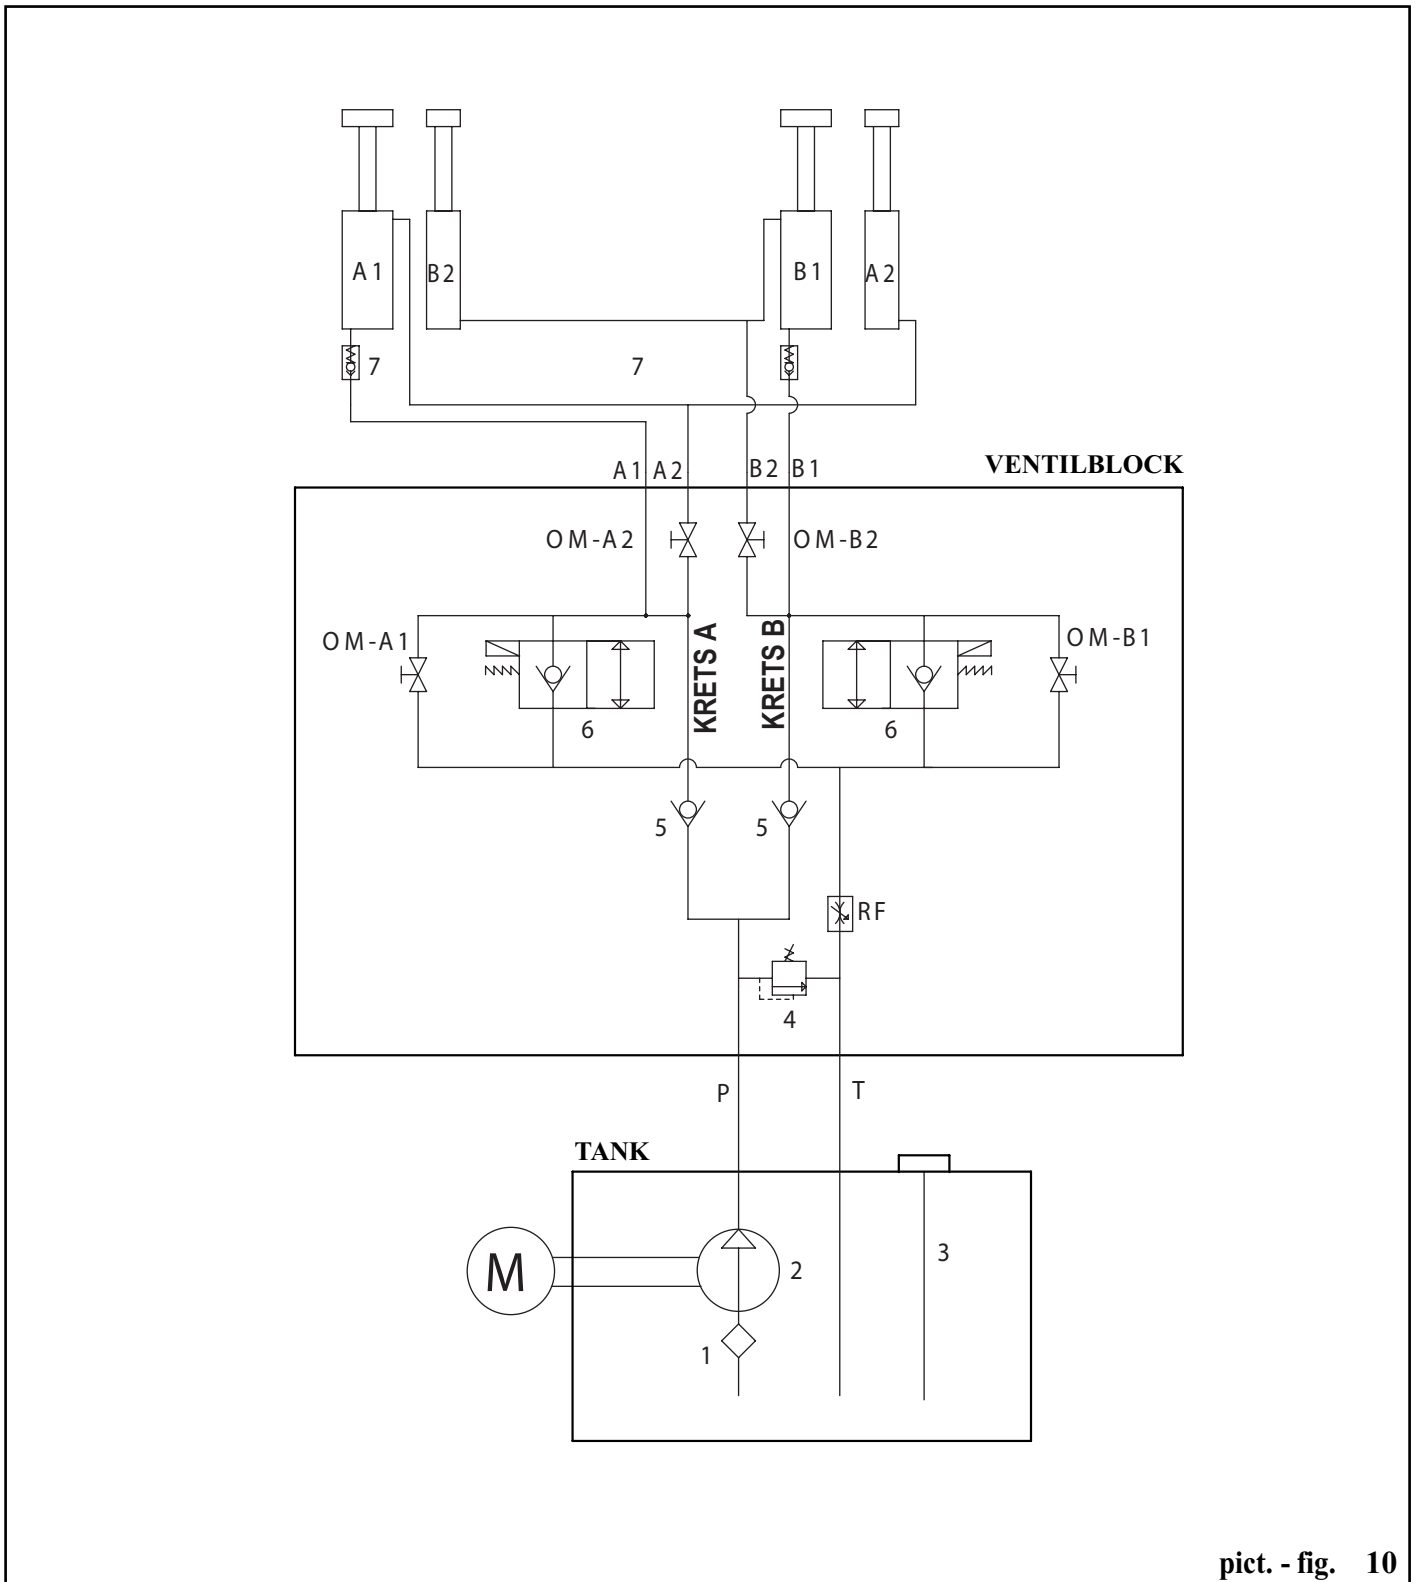 A1
B2
B1
A2
7
7
VENTILBLOCK
A1 A2 B2 B1
OM-A2
OM-B2
OM-A1
KRETS A
KRETS B
OM-B1
6
6
5
5
RF
4
P
T
TANK
M
2
3
1
pict. - fig. 10